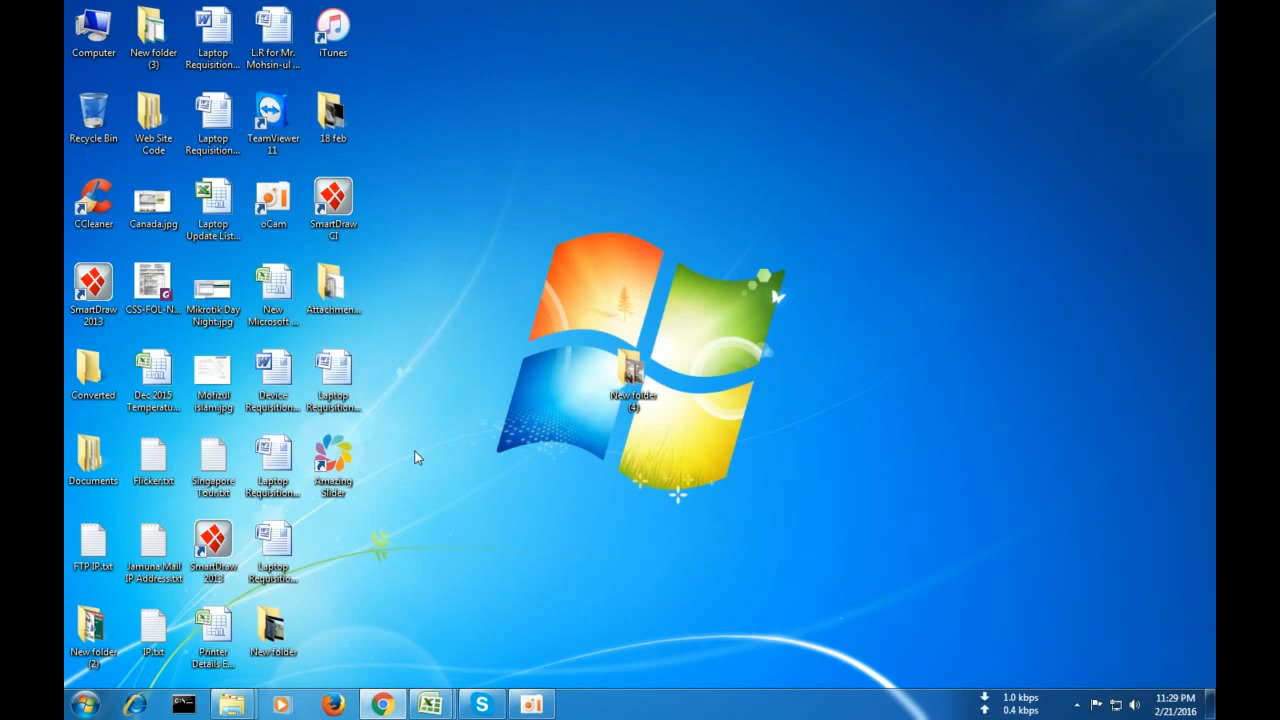 Computer
New folder
(3)
Laptop
Requisition...
L.R for Mr.
Mohsin-ul ...
iTunes
Recycle Bin
Web Site
Code
Laptop
Requisition...
TeamViewer
11
18 feb
CCleaner
Canada.jpg
Laptop
Update List...
oCam
SmartDraw
CI
SmartDraw
2013
CSS-FOL-N...
Mikrotik Day
Night.jpg
New
Microsoft ...
Attachmen...
Converted
Dec 2015
Temperatu...
Mofizul
islam.jpg
Device
Requisition...
Laptop
Requisition...
New folder
(4)
Documents
Flicker.txt
Singapore
Tour.txt
Laptop
Requisition...
Amazing
Slider
FTP IP.txt
Jamuna Mail
IP Address.txt
SmartDraw
2013
Laptop
Requisitio...
New folder
(2)
IP.txt
Printer
Details E...
New folder
1.0 kbps
0.4 kbps
11:29 PM
2/21/2016